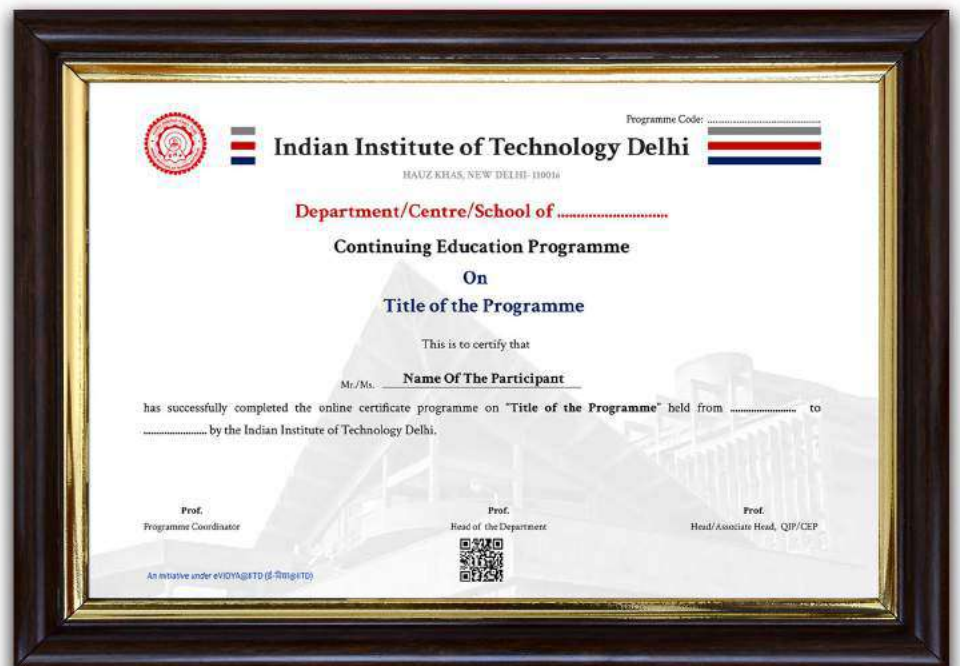 Programme Code: ..............................
Indian Institute of Technology Delhi
HAUZ KHAS, NEW DELHI- 110016
Department/Centre/School of ............................
Continuing Education Programme
On
Title of the Programme
This is to certify that
Mr./Ms. Name Of The Participant
has successfully completed the online certificate programme on "Title of the Programme" held from ........................ to
........................ by the Indian Institute of Technology Delhi.
Prof.
Programme Coordinator
Prof.
Head of the Department
Prof.
Head/Associate Head, QIP/CEP
An initiative under eVIDYA@IITD (ई-विद्या@IITD)